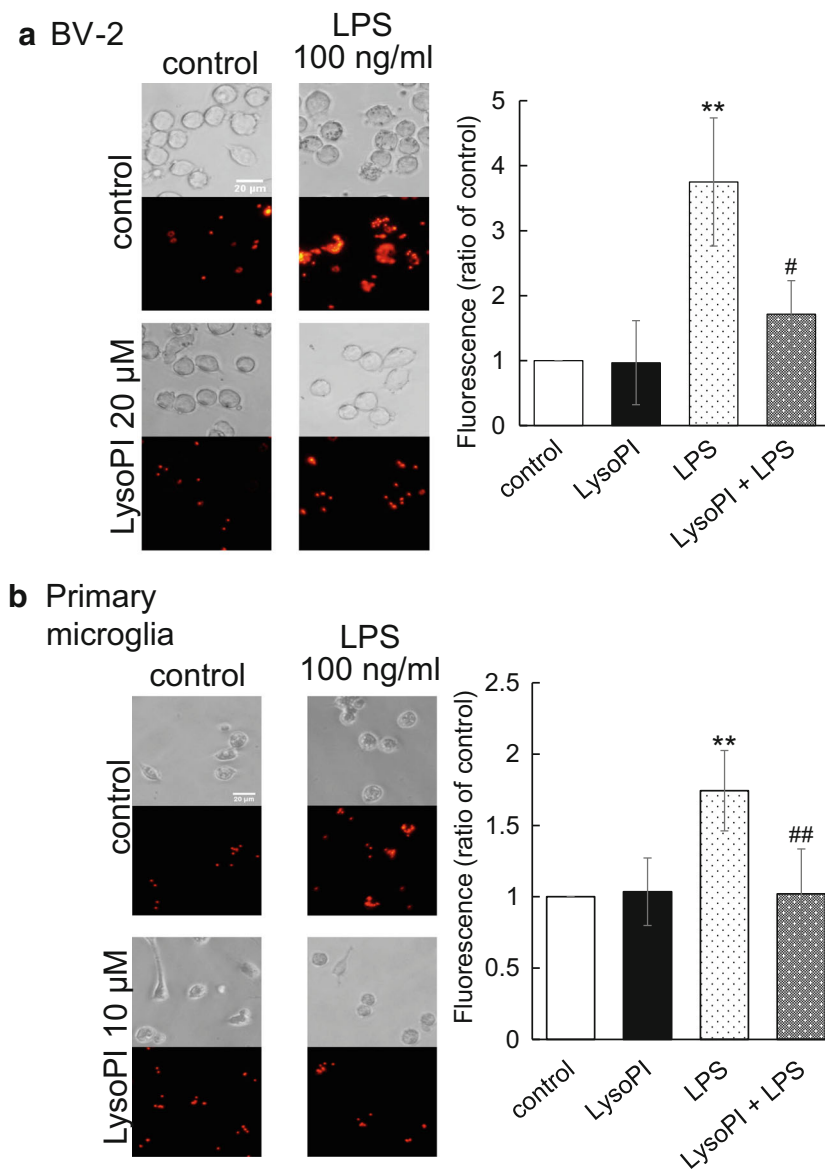 a BV-2
control
LPS
100 ng/ml
control
20 µm
LysoPI 20 µM
Fluorescence (ratio of control)
5
4
3
2
1
0
**
#
control
LysoPI
LPS
LysoPI + LPS
b Primary
microglia
control
LPS
100 ng/ml
control
20 µm
LysoPI 10 µM
Fluorescence (ratio of control)
2.5
2
1.5
1
0.5
0
**
##
control
LysoPI
LPS
LysoPI + LPS